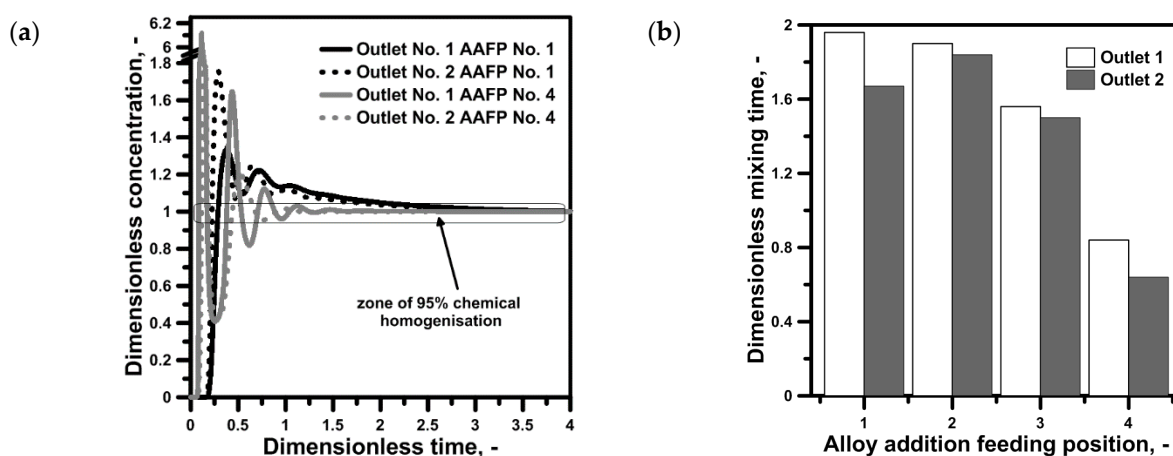 (a)
Dimensionless concentration, -
6.2
6
1.8
1.6
1.4
1.2
1
0.8
0.6
0.4
0.2
0
Outlet No. 1 AAFP No. 1
Outlet No. 2 AAFP No. 1
Outlet No. 1 AAFP No. 4
Outlet No. 2 AAFP No. 4
zone of 95% chemical
homogenisation
0 0.5 1 1.5 2 2.5 3 3.5 4
Dimensionless time, -
(b)
Dimensionless mixing time, -
2
1.6
1.2
0.8
0.4
0
Outlet 1
Outlet 2
1 2 3 4
Alloy addition feeding position, -